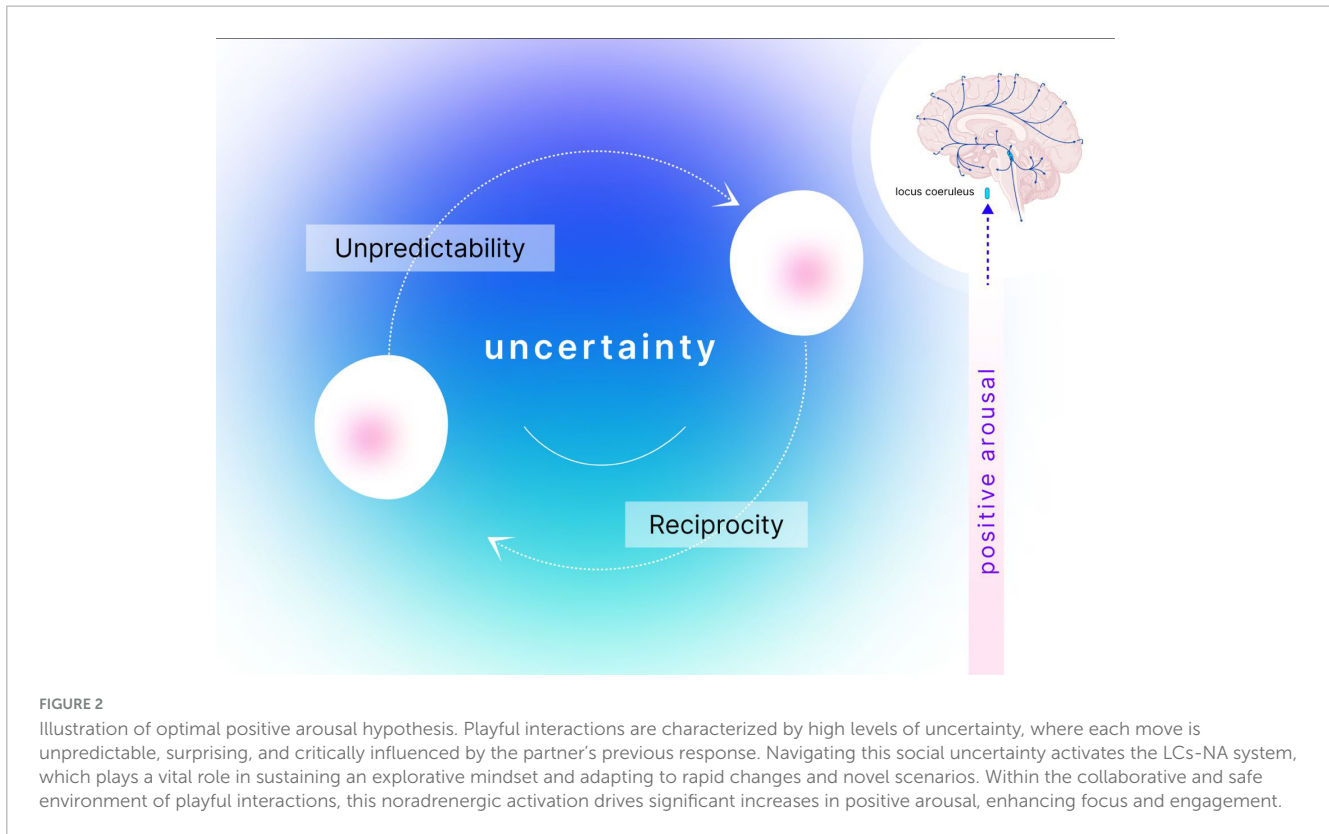 locus coeruleus
Unpredictability
uncertainty
positive arousal
Reciprocity
FIGURE 2
Illustration of optimal positive arousal hypothesis. Playful interactions are characterized by high levels of uncertainty, where each move is
unpredictable, surprising, and critically influenced by the partner's previous response. Navigating this social uncertainty activates the LCs-NA system,
which plays a vital role in sustaining an explorative mindset and adapting to rapid changes and novel scenarios. Within the collaborative and safe
environment of playful interactions, this noradrenergic activation drives significant increases in positive arousal, enhancing focus and engagement.